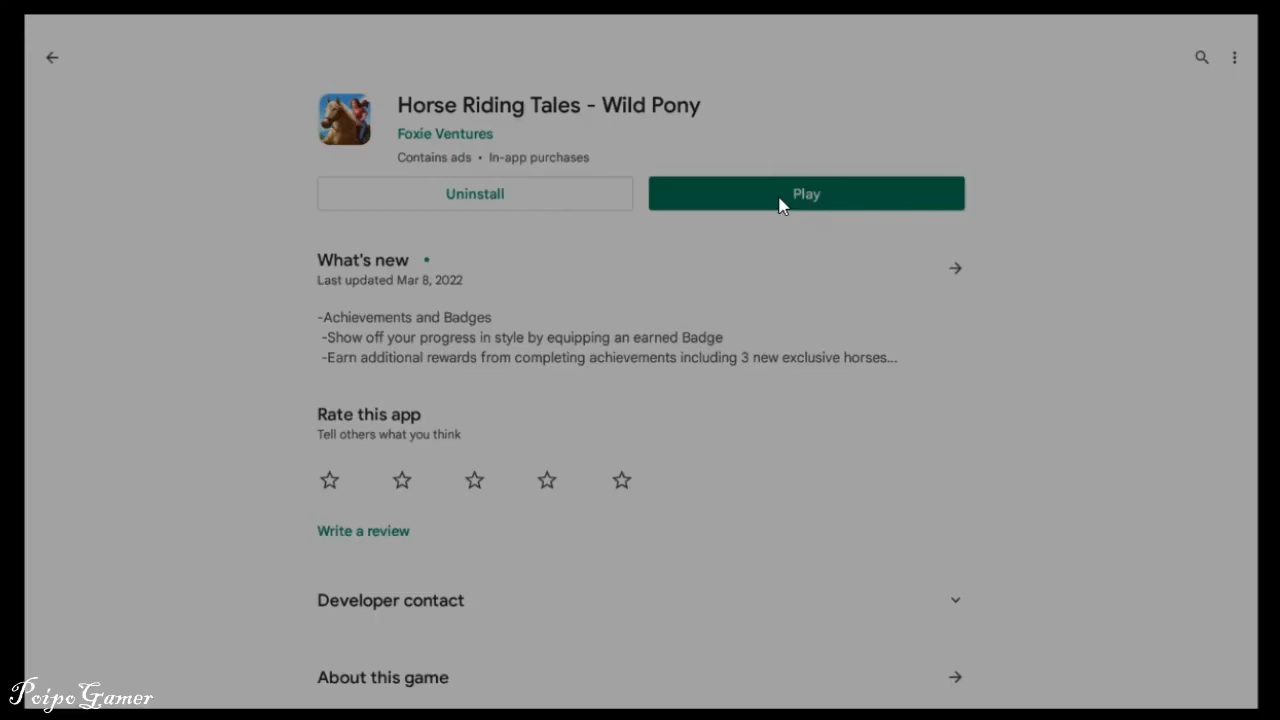 Horse Riding Tales - Wild Pony
Foxie Ventures
Contains ads • In-app purchases
Uninstall
Play
What's new •
Last updated Mar 8, 2022
-Achievements and Badges
-Show off your progress in style by equipping an earned Badge
-Earn additional rewards from completing achievements including 3 new exclusive horses...
Rate this app
Tell others what you think
Write a review
Developer contact
About this game
PoipoGamer